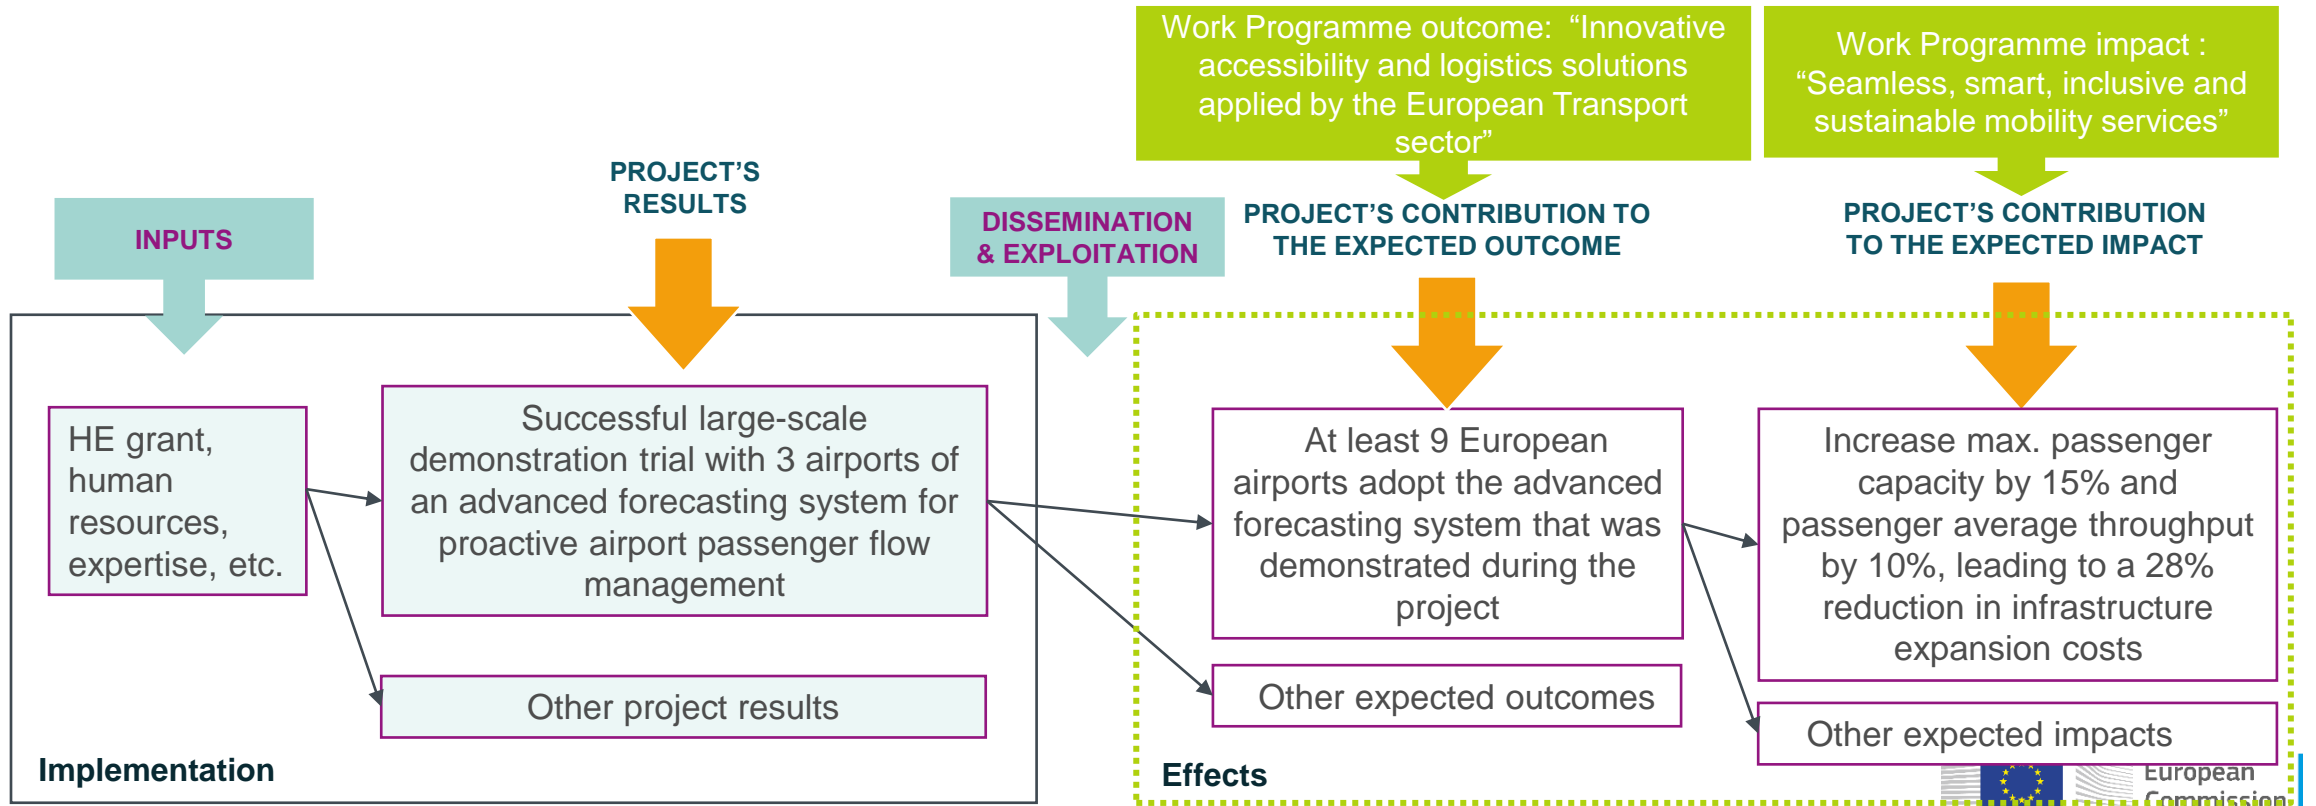 Work Programme outcome: “Innovative
accessibility and logistics solutions
applied by the European Transport
sector”
Work Programme impact :
“Seamless, smart, inclusive and
sustainable mobility services”
INPUTS
PROJECT’S
RESULTS
DISSEMINATION
& EXPLOITATION
PROJECT’S CONTRIBUTION TO
THE EXPECTED OUTCOME
PROJECT’S CONTRIBUTION
TO THE EXPECTED IMPACT
HE grant,
human
resources,
expertise, etc.
Successful large-scale
demonstration trial with 3 airports of
an advanced forecasting system for
proactive airport passenger flow
management
Other project results
Implementation
At least 9 European
airports adopt the advanced
forecasting system that was
demonstrated during the
project
Other expected outcomes
Increase max. passenger
capacity by 15% and
passenger average throughput
by 10%, leading to a 28%
reduction in infrastructure
expansion costs
Other expected impacts
Effects
European
Commission